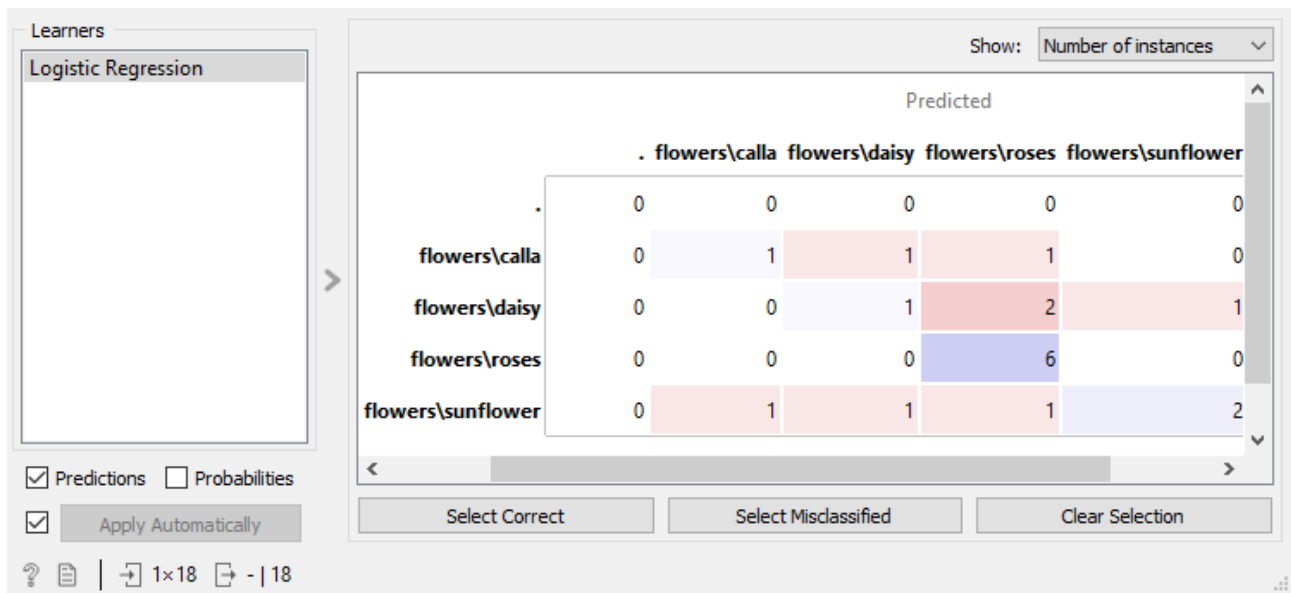 Learners
Logistic Regression
Show: Number of instances
Predicted
. flowers\calla flowers\daisy flowers\roses flowers\sunflower
. 0 0 0 0 0
flowers\calla 0 1 1 1 0
flowers\daisy 0 0 1 2 1
flowers\roses 0 0 0 6 0
flowers\sunflower 0 1 1 1 2
Predictions Probabilities
Apply Automatically
Select Correct Select Misclassified Clear Selection
? 1×18 - | 18